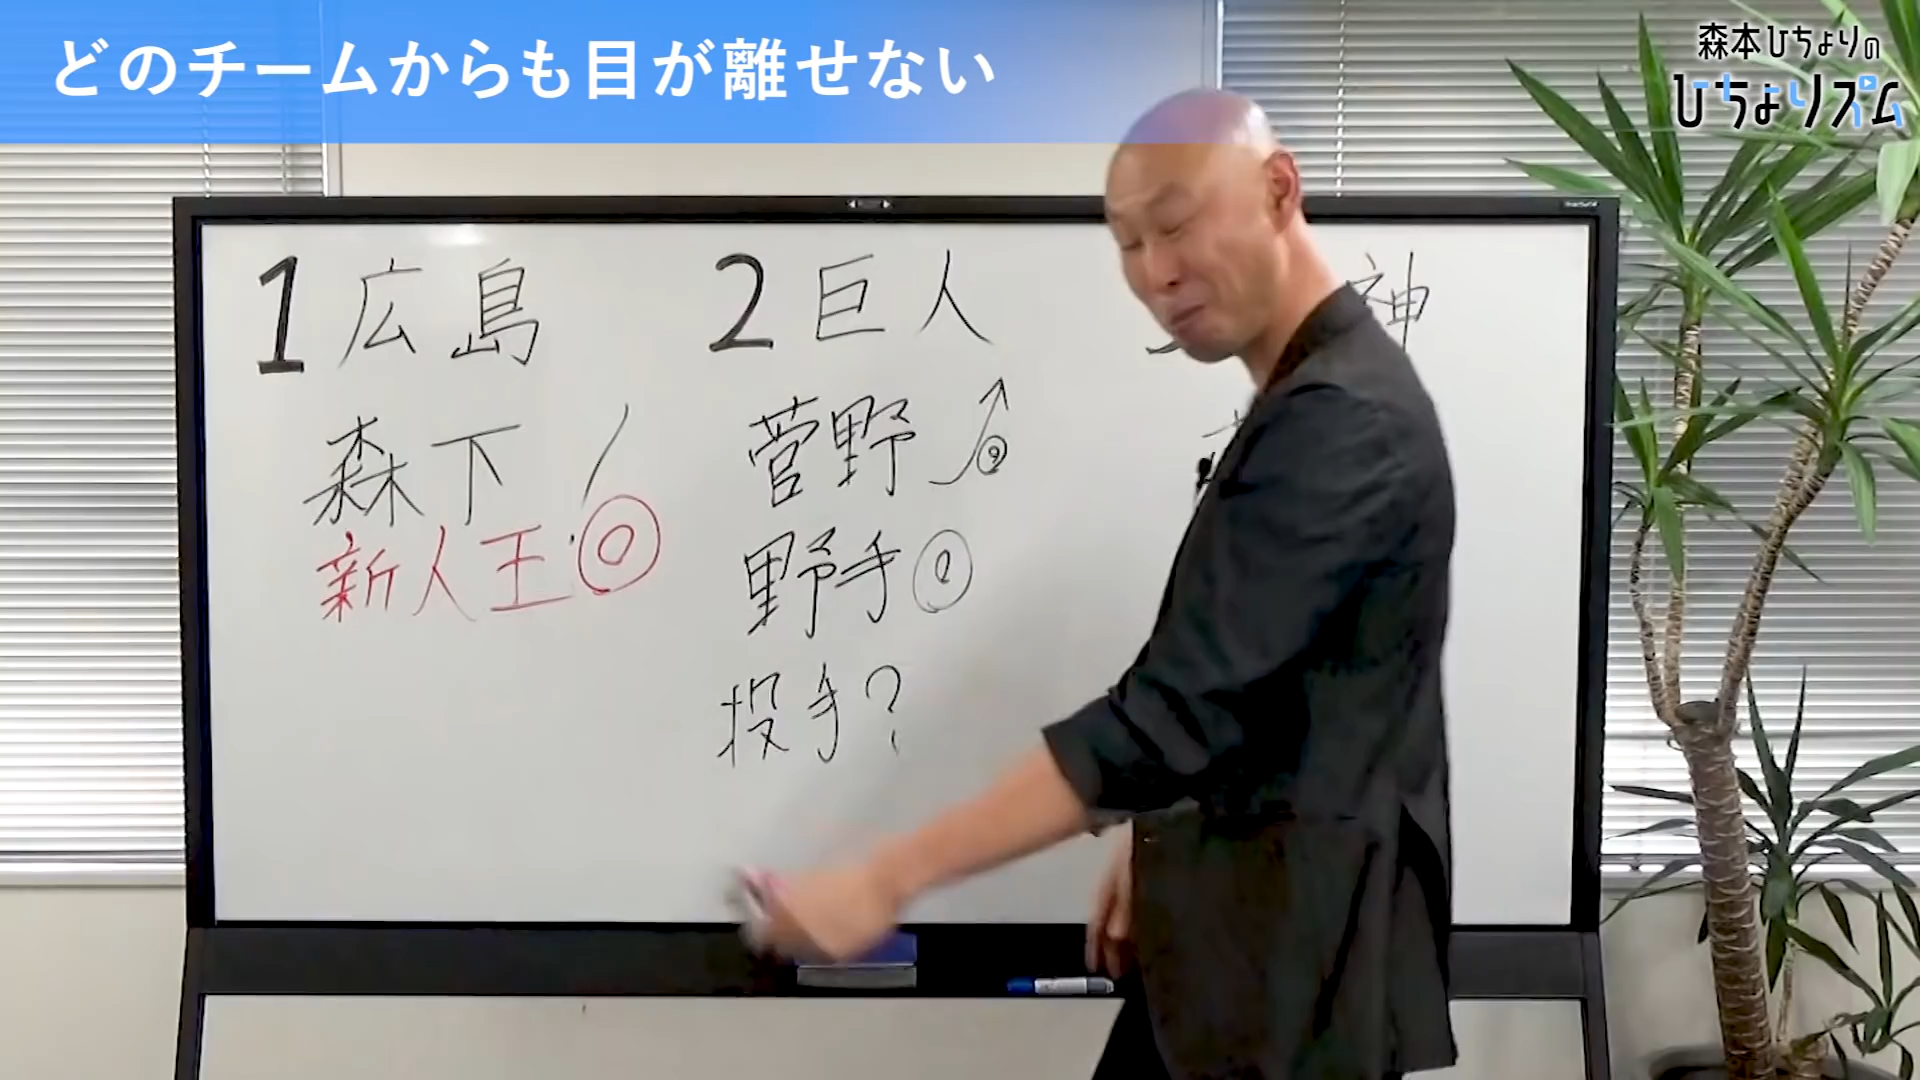 どのチームからも目が離せない
森本ひちょりの
ひちょりズム
1 広島
森下
新人王◎
2 巨人
菅野
野手◎
投手?
神